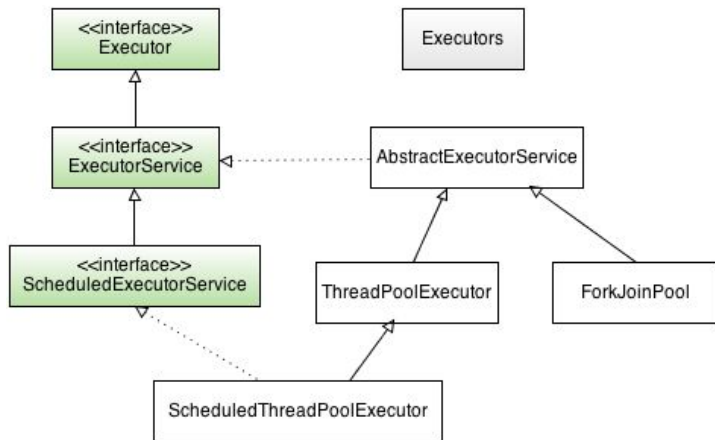 <<interface>>
Executor
Executors
<<interface>>
ExecutorService
AbstractExecutorService
<<interface>>
ScheduledExecutorService
ThreadPoolExecutor
ForkJoinPool
ScheduledThreadPoolExecutor